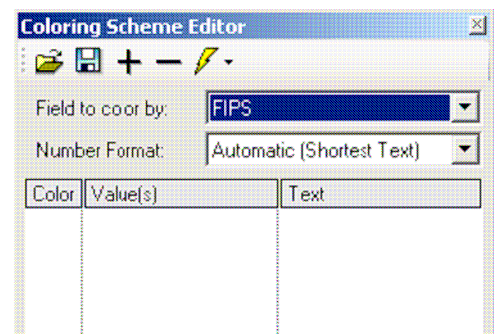 Coloring Scheme Editor
Field to coor by: FIPS
Number Format: Automatic (Shortest Text)
Color Value(s) Text